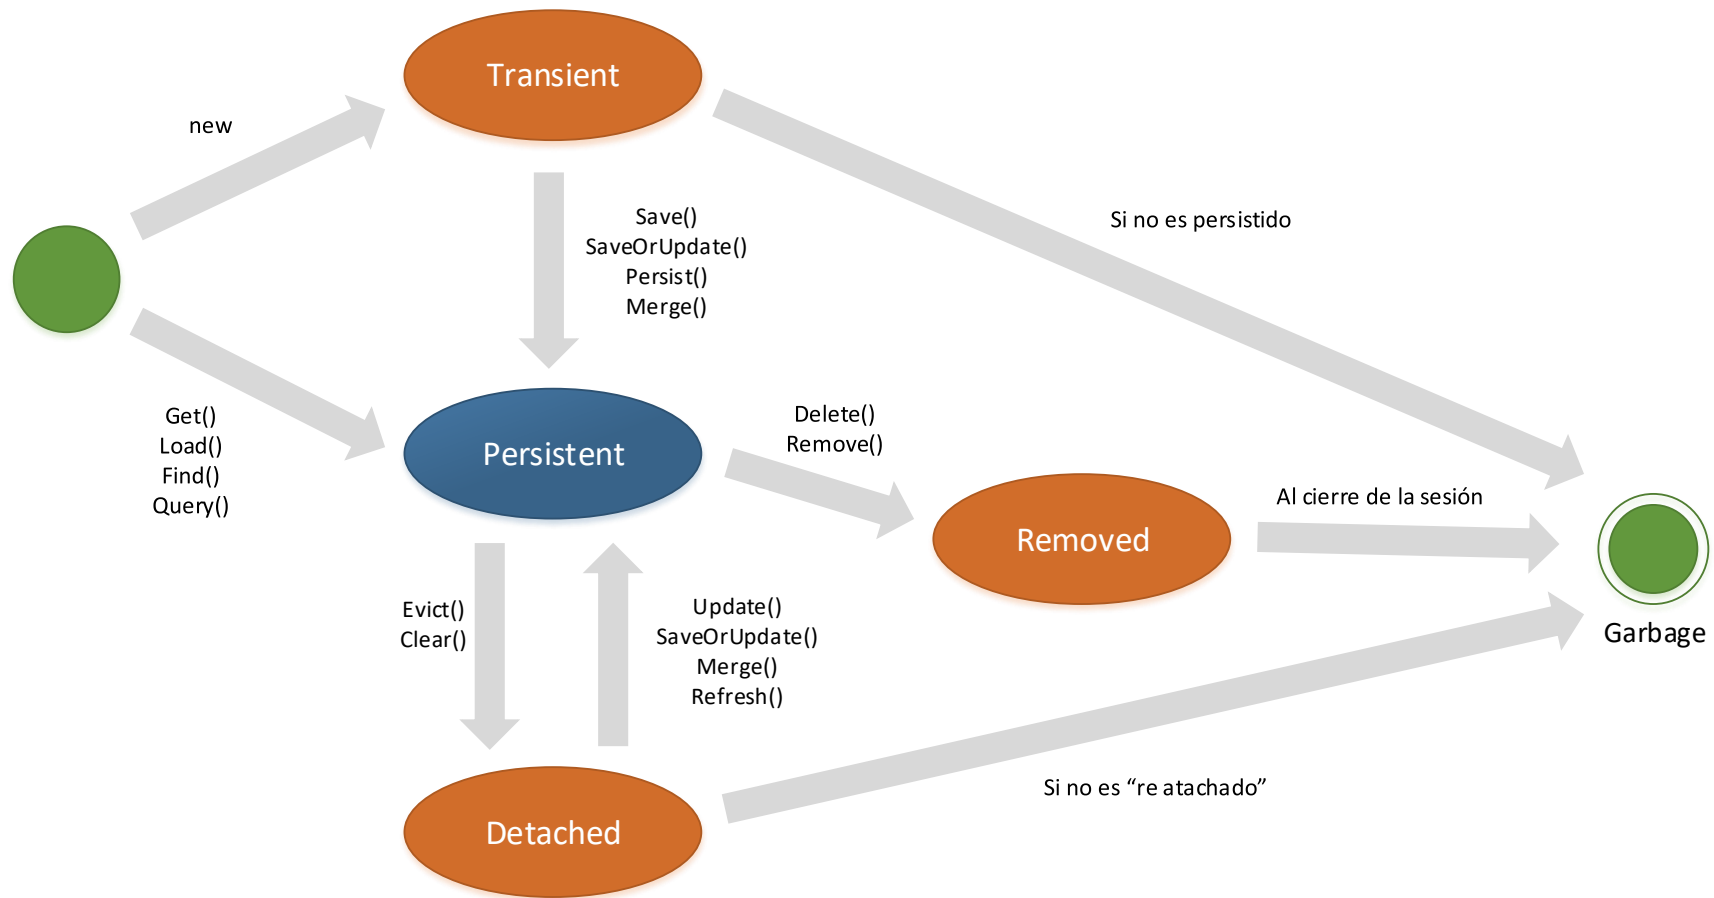 Transient
new
Save()
SaveOrUpdate()
Persist()
Merge()
Si no es persistido
Get()
Load()
Find()
Query()
Persistent
Delete()
Remove()
Removed
Al cierre de la sesión
Garbage
Evict()
Clear()
Update()
SaveOrUpdate()
Merge()
Refresh()
Si no es “re atachado”
Detached